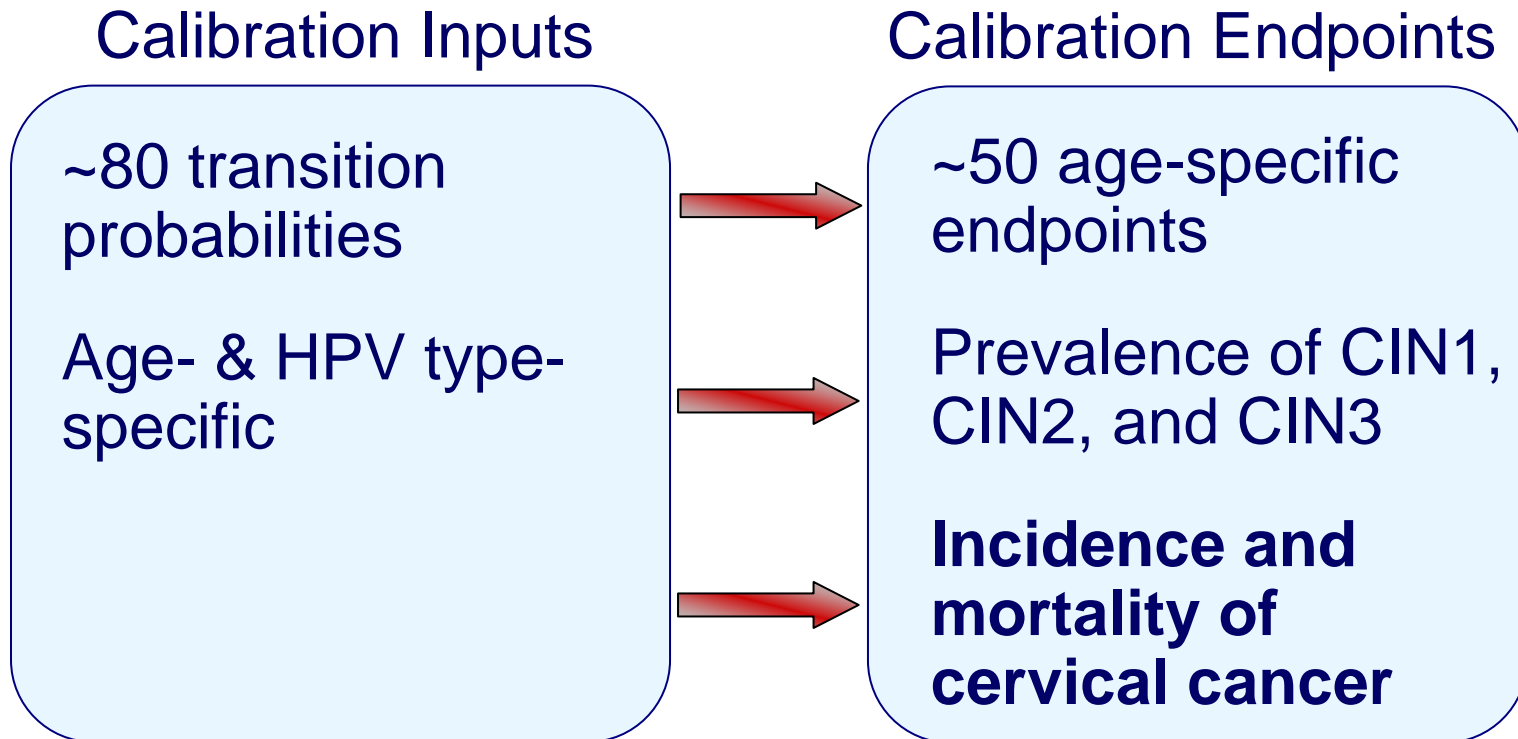 Calibration Inputs
~80 transition
probabilities
Age- & HPV type-
specific
Calibration Endpoints
~50 age-specific
endpoints
Prevalence of CIN1,
CIN2, and CIN3
Incidence and
mortality of
cervical cancer